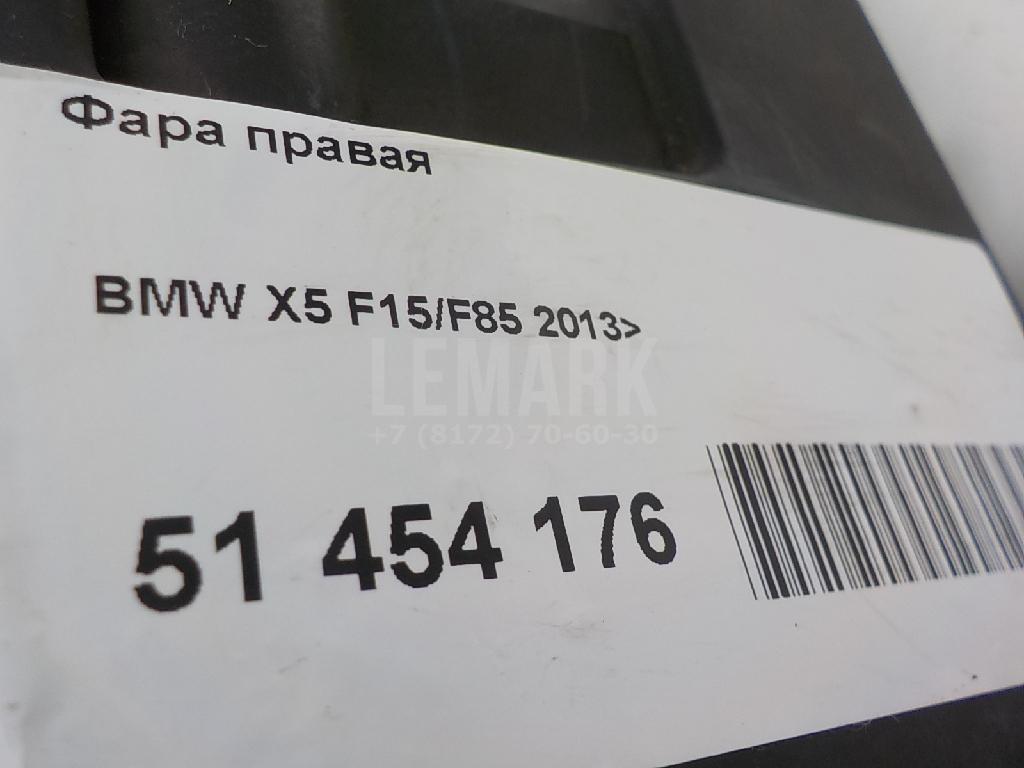 Фара правая
BMW X5 F15/F85 2013>
LEMARK
+7 (8172) 70-60-30
51 454 176